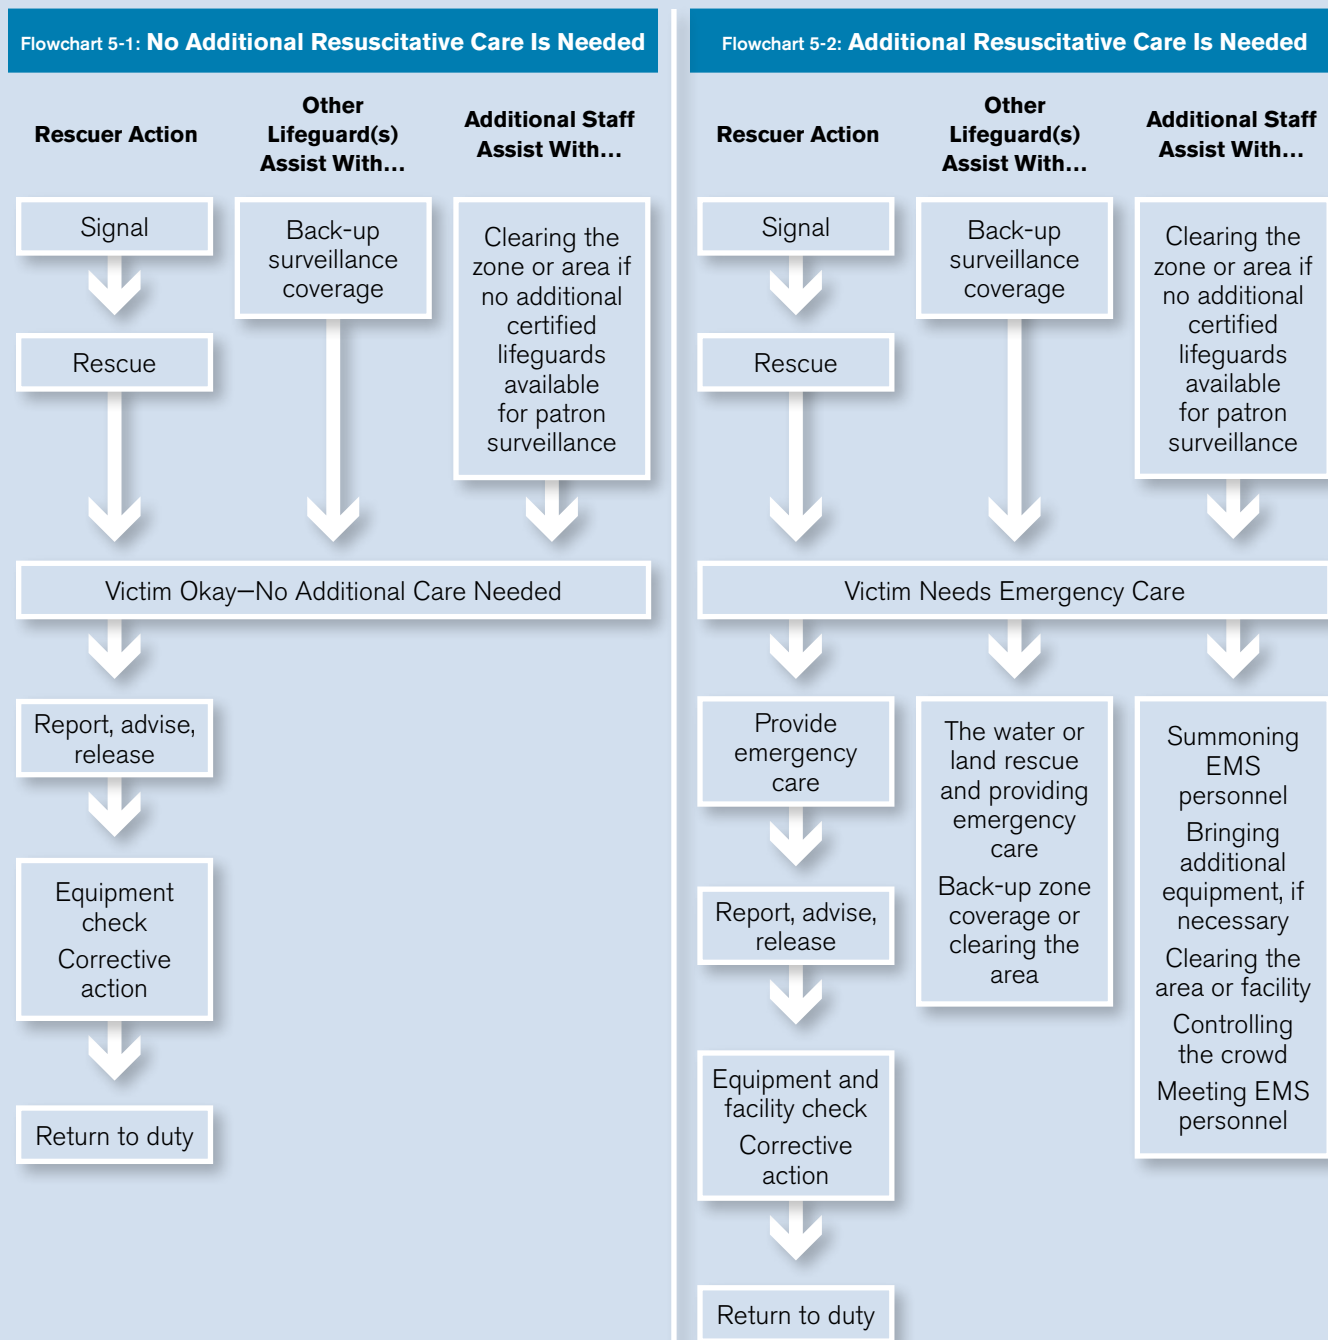 Flowchart 5-1: No Additional Resuscitative Care Is Needed
Rescuer Action
Other
Lifeguard(s)
Assist With...
Additional Staff
Assist With...
Signal
Rescue
Back-up
surveillance
coverage
Clearing the
zone or area if
no additional
certified
lifeguards
available
for patron
surveillance
Victim Okay—No Additional Care Needed
Report, advise,
release
Equipment
check
Corrective
action
Return to duty
Flowchart 5-2: Additional Resuscitative Care Is Needed
Rescuer Action
Other
Lifeguard(s)
Assist With...
Additional Staff
Assist With...
Signal
Rescue
Back-up
surveillance
coverage
Clearing the
zone or area if
no additional
certified
lifeguards
available
for patron
surveillance
Victim Needs Emergency Care
Provide
emergency
care
Report, advise,
release
Equipment and
facility check
Corrective
action
Return to duty
The water or
land rescue
and providing
emergency
care
Back-up zone
coverage or
clearing the
area
Summoning
EMS
personnel
Bringing
additional
equipment, if
necessary
Clearing the
area or facility
Controlling
the crowd
Meeting EMS
personnel